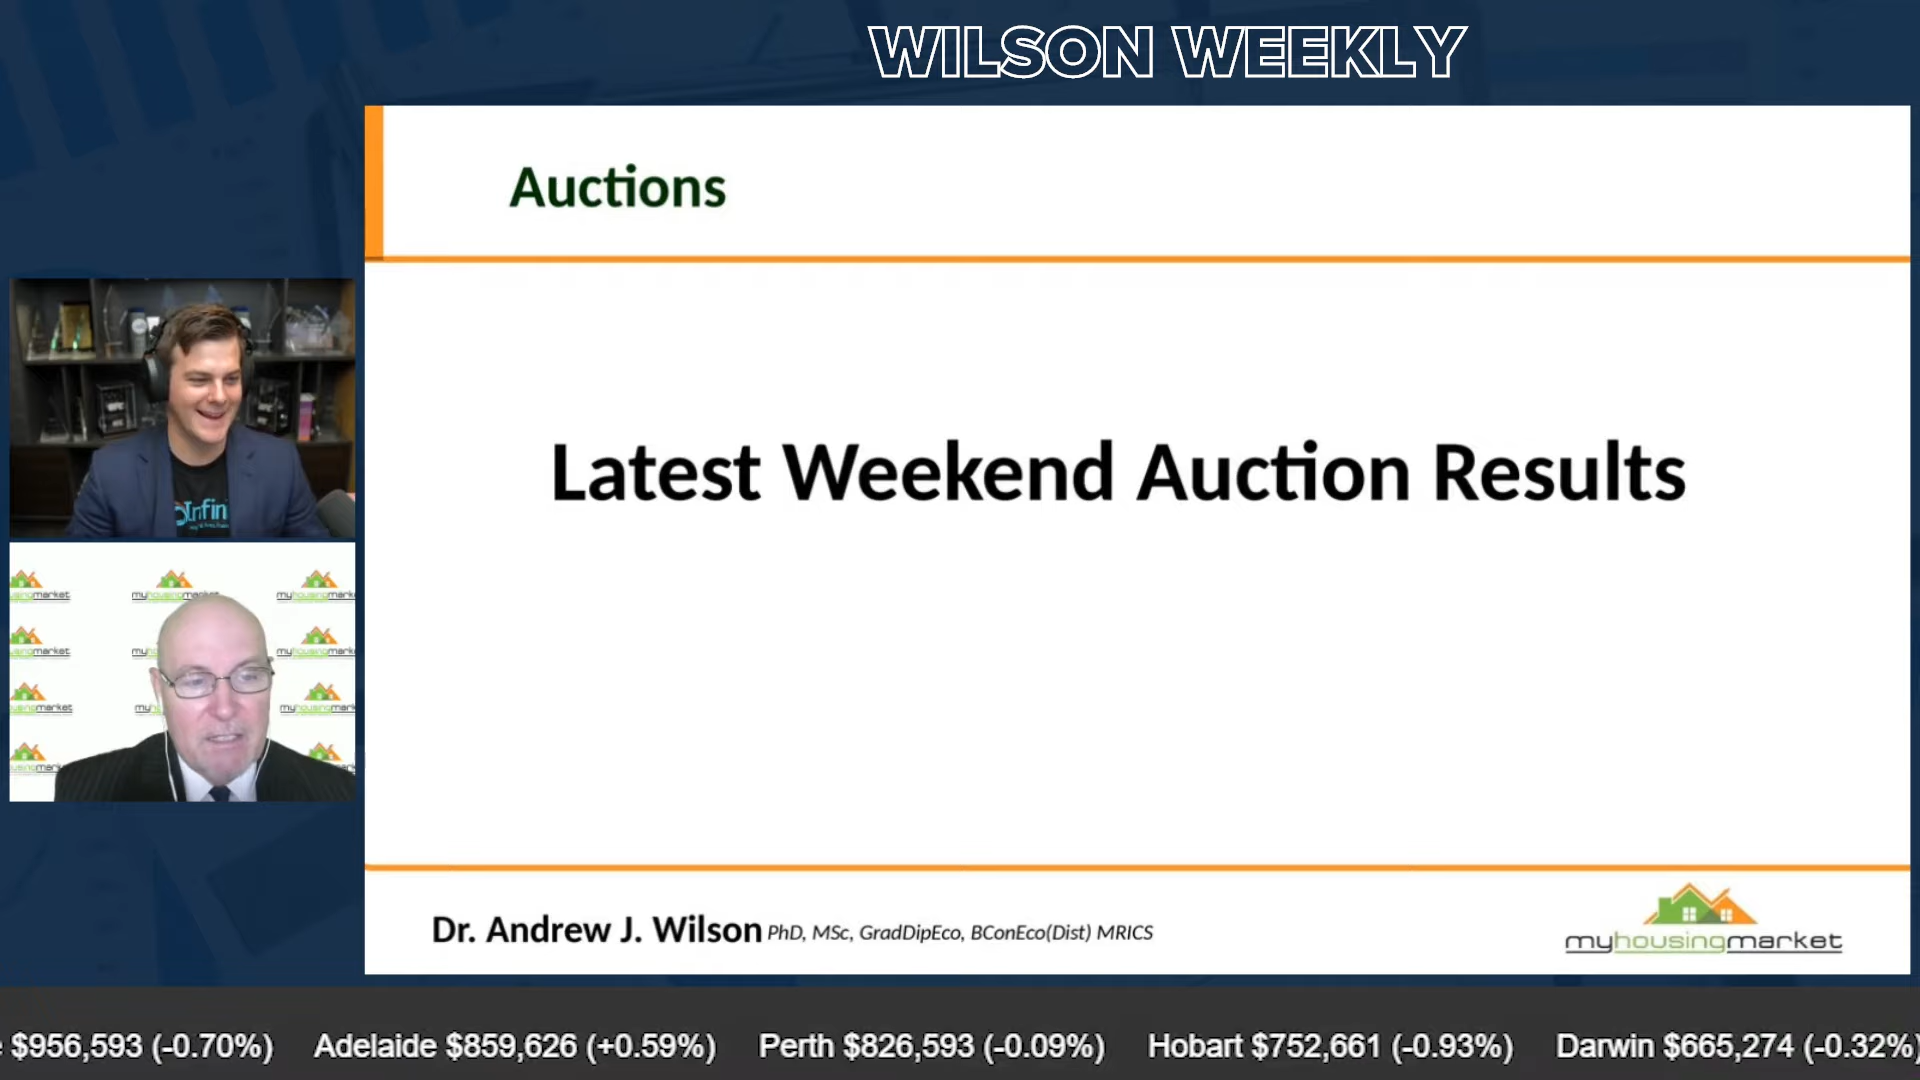 WILSON WEEKLY
Auctions
Latest Weekend Auction Results
Infin
myhousingmarket
Dr. Andrew J. Wilson PhD, MSc, GradDipEco, BConEco(Dist) MRICS
myhousingmarket
$956,593 (-0.70%) Adelaide $859,626 (+0.59%) Perth $826,593 (-0.09%) Hobart $752,661 (-0.93%) Darwin $665,274 (-0.32%)